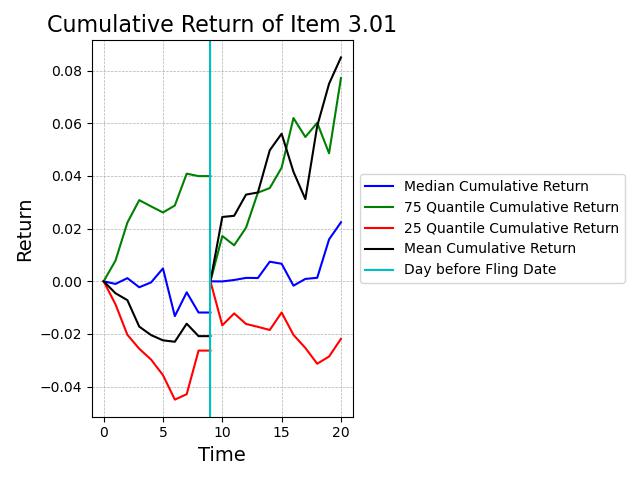 Cumulative Return of Item 3.01
Return
0.08
0.06
0.04
0.02
0.00
−0.02
−0.04
0 5 10 15 20
Time
Median Cumulative Return
75 Quantile Cumulative Return
25 Quantile Cumulative Return
Mean Cumulative Return
Day before Fling Date